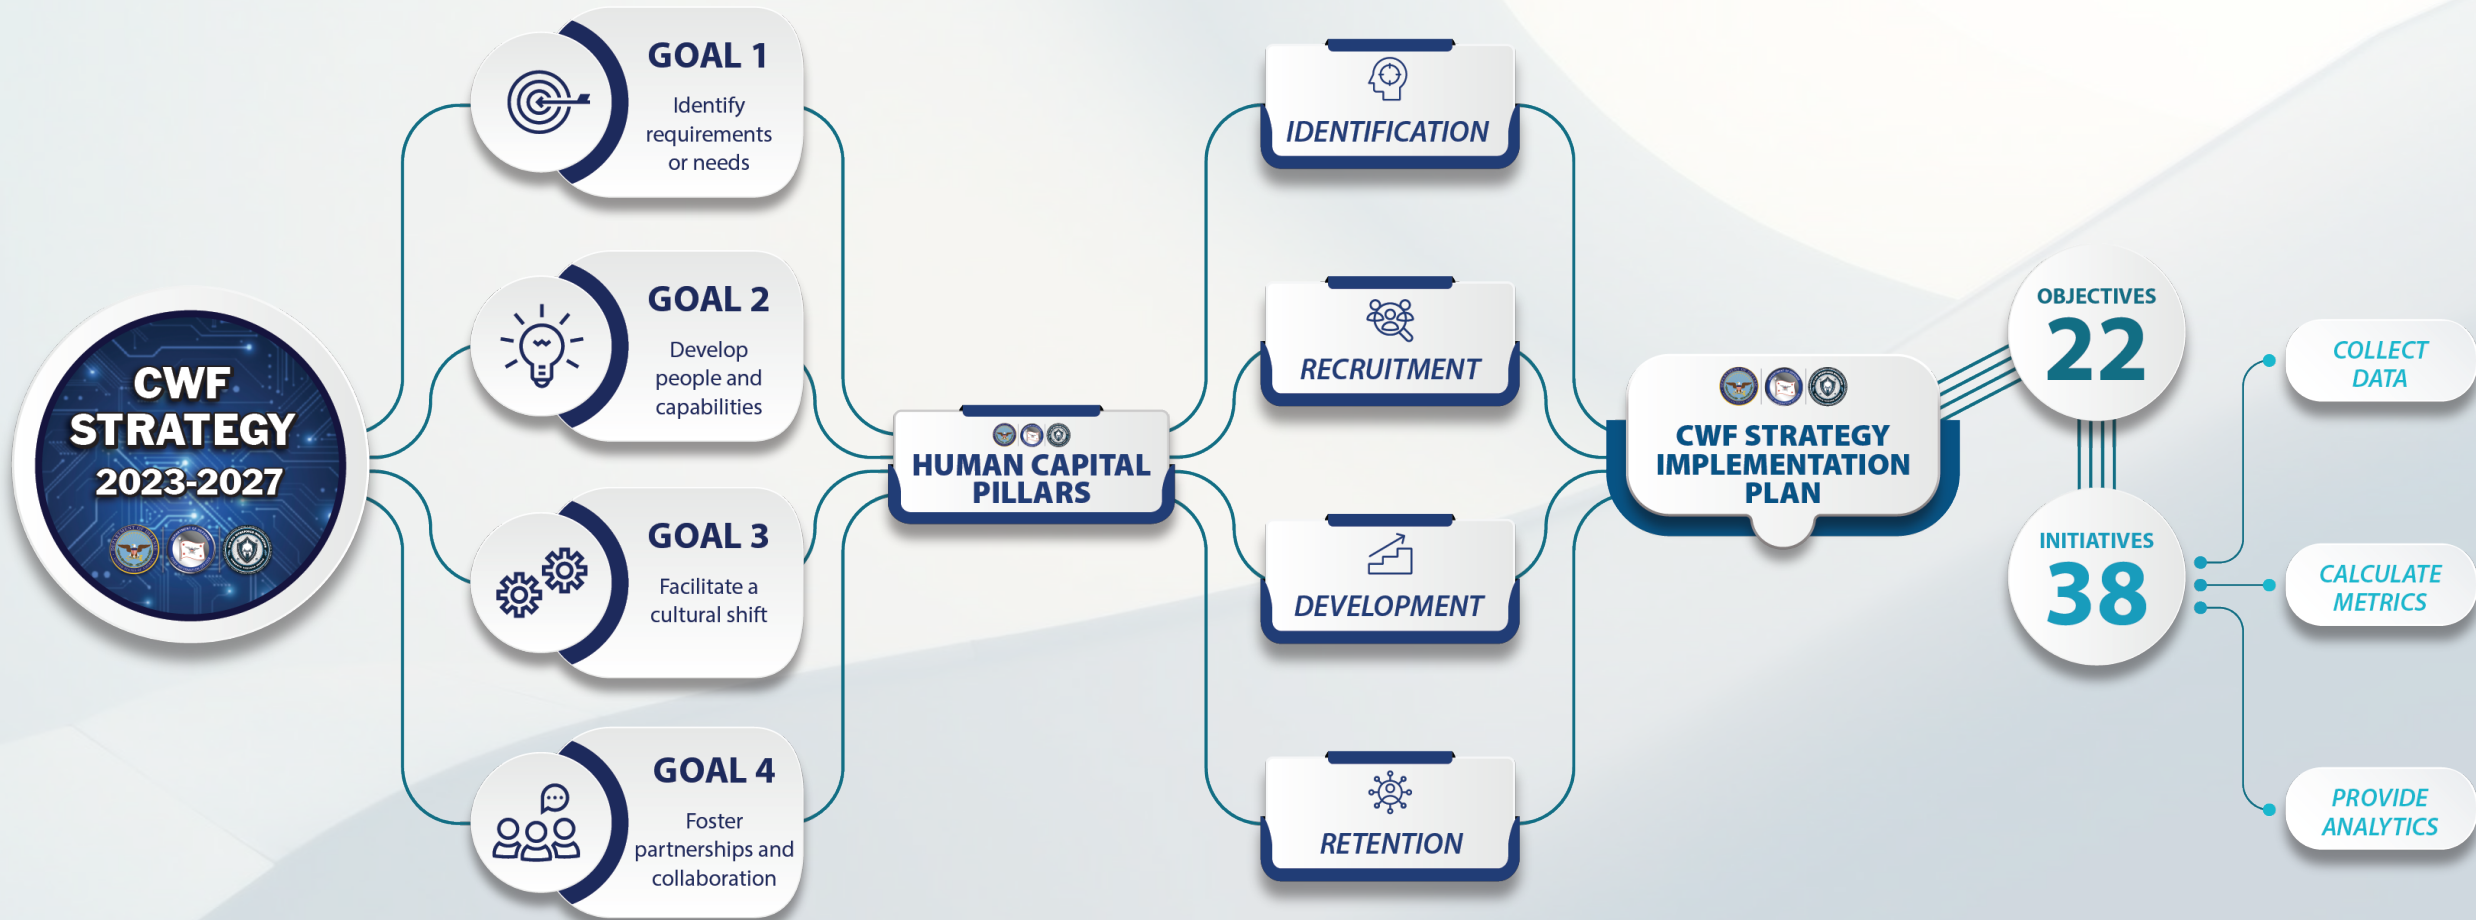 CWF
STRATEGY
2023-2027
GOAL 1
Identify
requirements
or needs
GOAL 2
Develop
people and
capabilities
GOAL 3
Facilitate a
cultural shift
GOAL 4
Foster
partnerships and
collaboration
HUMAN CAPITAL
PILLARS
IDENTIFICATION
RECRUITMENT
DEVELOPMENT
RETENTION
CWF STRATEGY
IMPLEMENTATION
PLAN
OBJECTIVES
22
INITIATIVES
38
COLLECT
DATA
CALCULATE
METRICS
PROVIDE
ANALYTICS